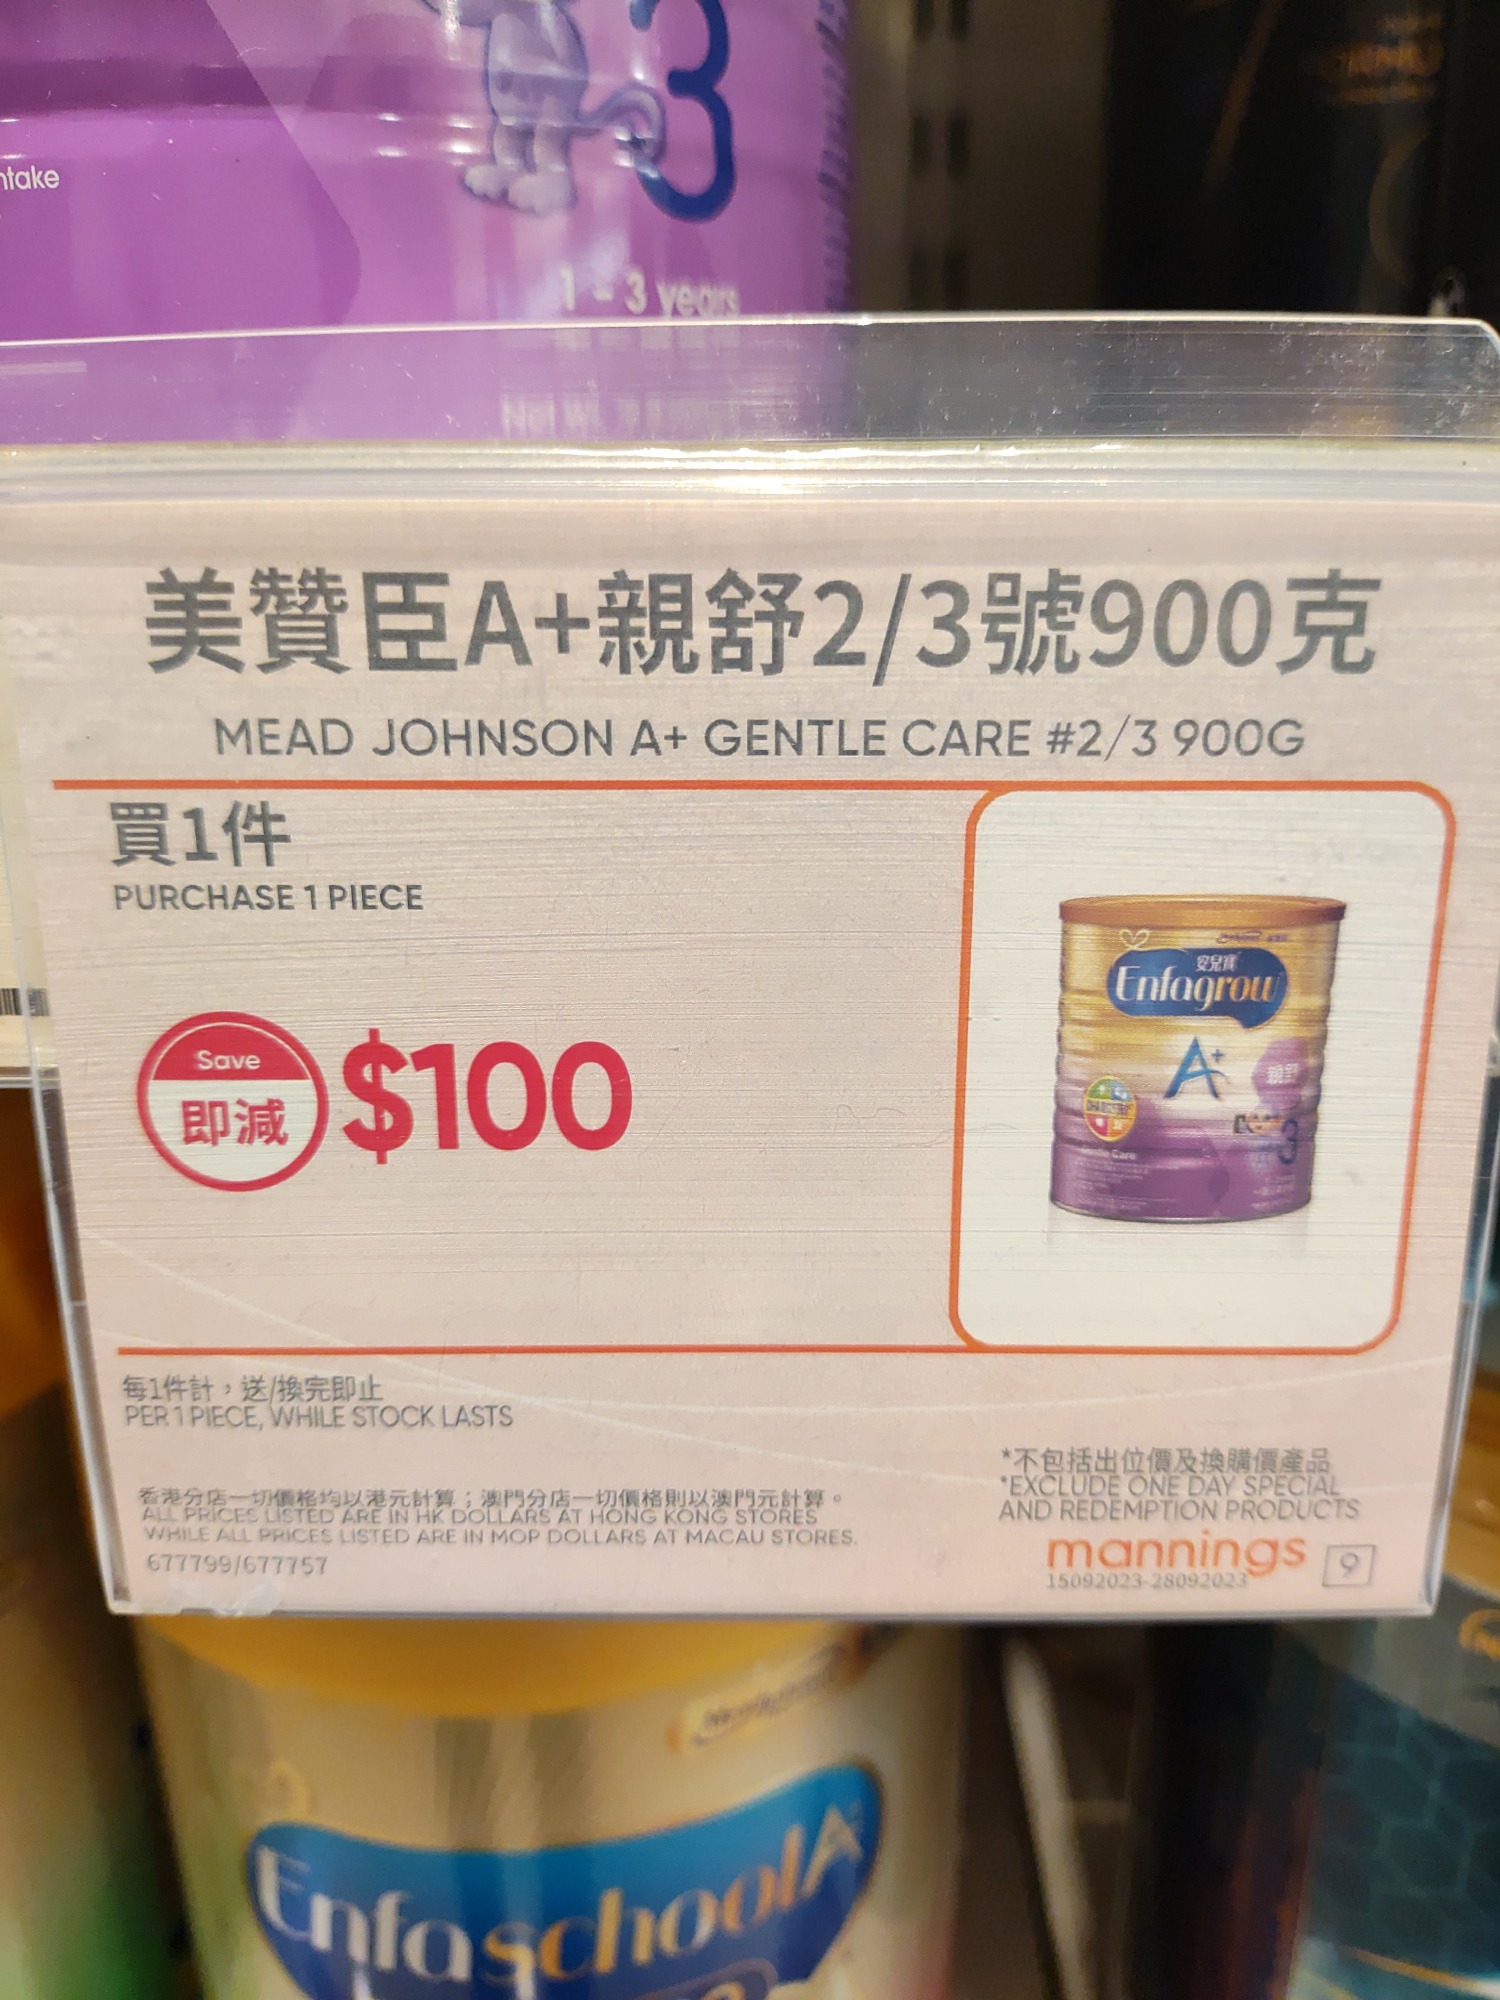 ntake
3
1 - 3 years
美贊臣A+親舒2/3號900克
MEAD JOHNSON A+ GENTLE CARE #2/3 900G
買1件
PURCHASE 1 PIECE
Save
即減
$100
安兒寶
Enfagrow
A+
親舒
Gentle Care
3
每1件計，送/換完即止
PER 1 PIECE, WHILE STOCK LASTS
*不包括出位價及換購價產品
*EXCLUDE ONE DAY SPECIAL
AND REDEMPTION PRODUCTS
香港分店一切價格均以港元計算；澳門分店一切價格則以澳門元計算。
ALL PRICES LISTED ARE IN HK DOLLARS AT HONG KONG STORES
WHILE ALL PRICES LISTED ARE IN MOP DOLLARS AT MACAU STORES.
677799/677757
mannings
15092023-28092023
9
EnfaschoolA+